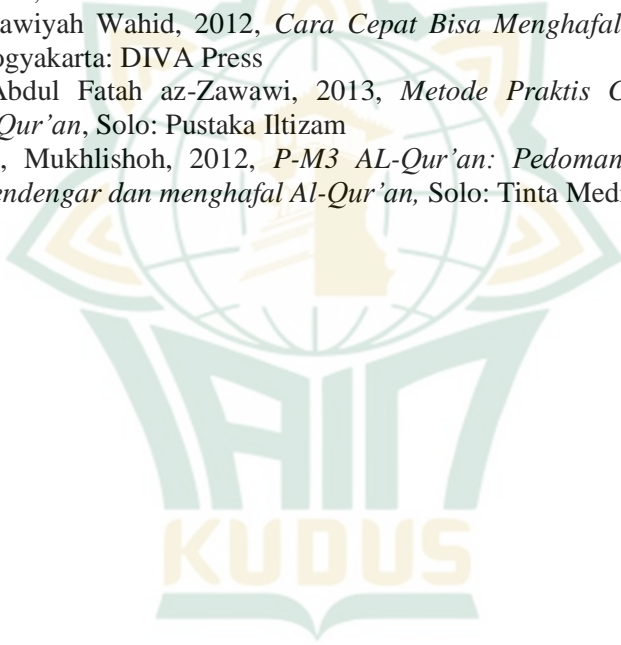 awiyah Wahid, 2012, Cara Cepat Bisa Menghafal
ogyakarta: DIVA Press
Abdul Fatah az-Zawawi, 2013, Metode Praktis C
Qur'an, Solo: Pustaka Iltizam
, Mukhlishoh, 2012, P-M3 AL-Qur'an: Pedoman
endengar dan menghafal Al-Qur'an, Solo: Tinta Med
IAIN
KUDUS